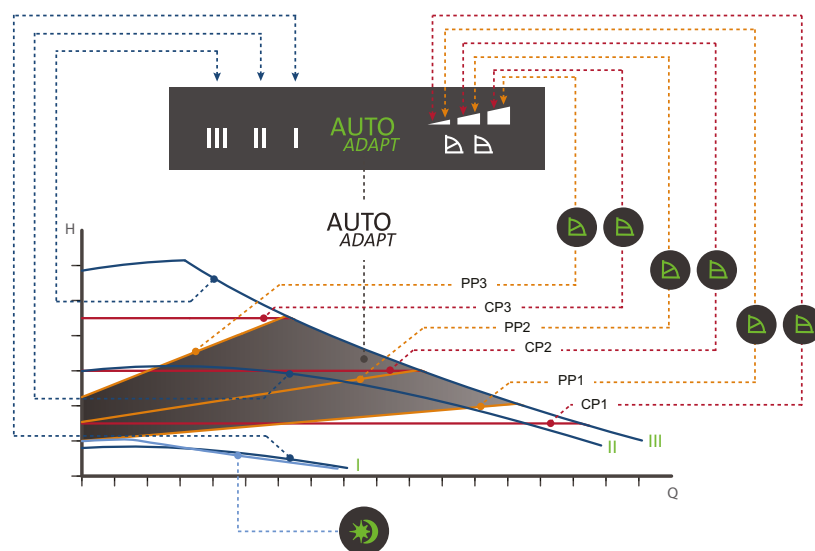 III II I AUTO
ADAPT
AUTO
ADAPT
H
PP3
CP3
PP2
CP2
PP1
CP1
III
II
I
Q